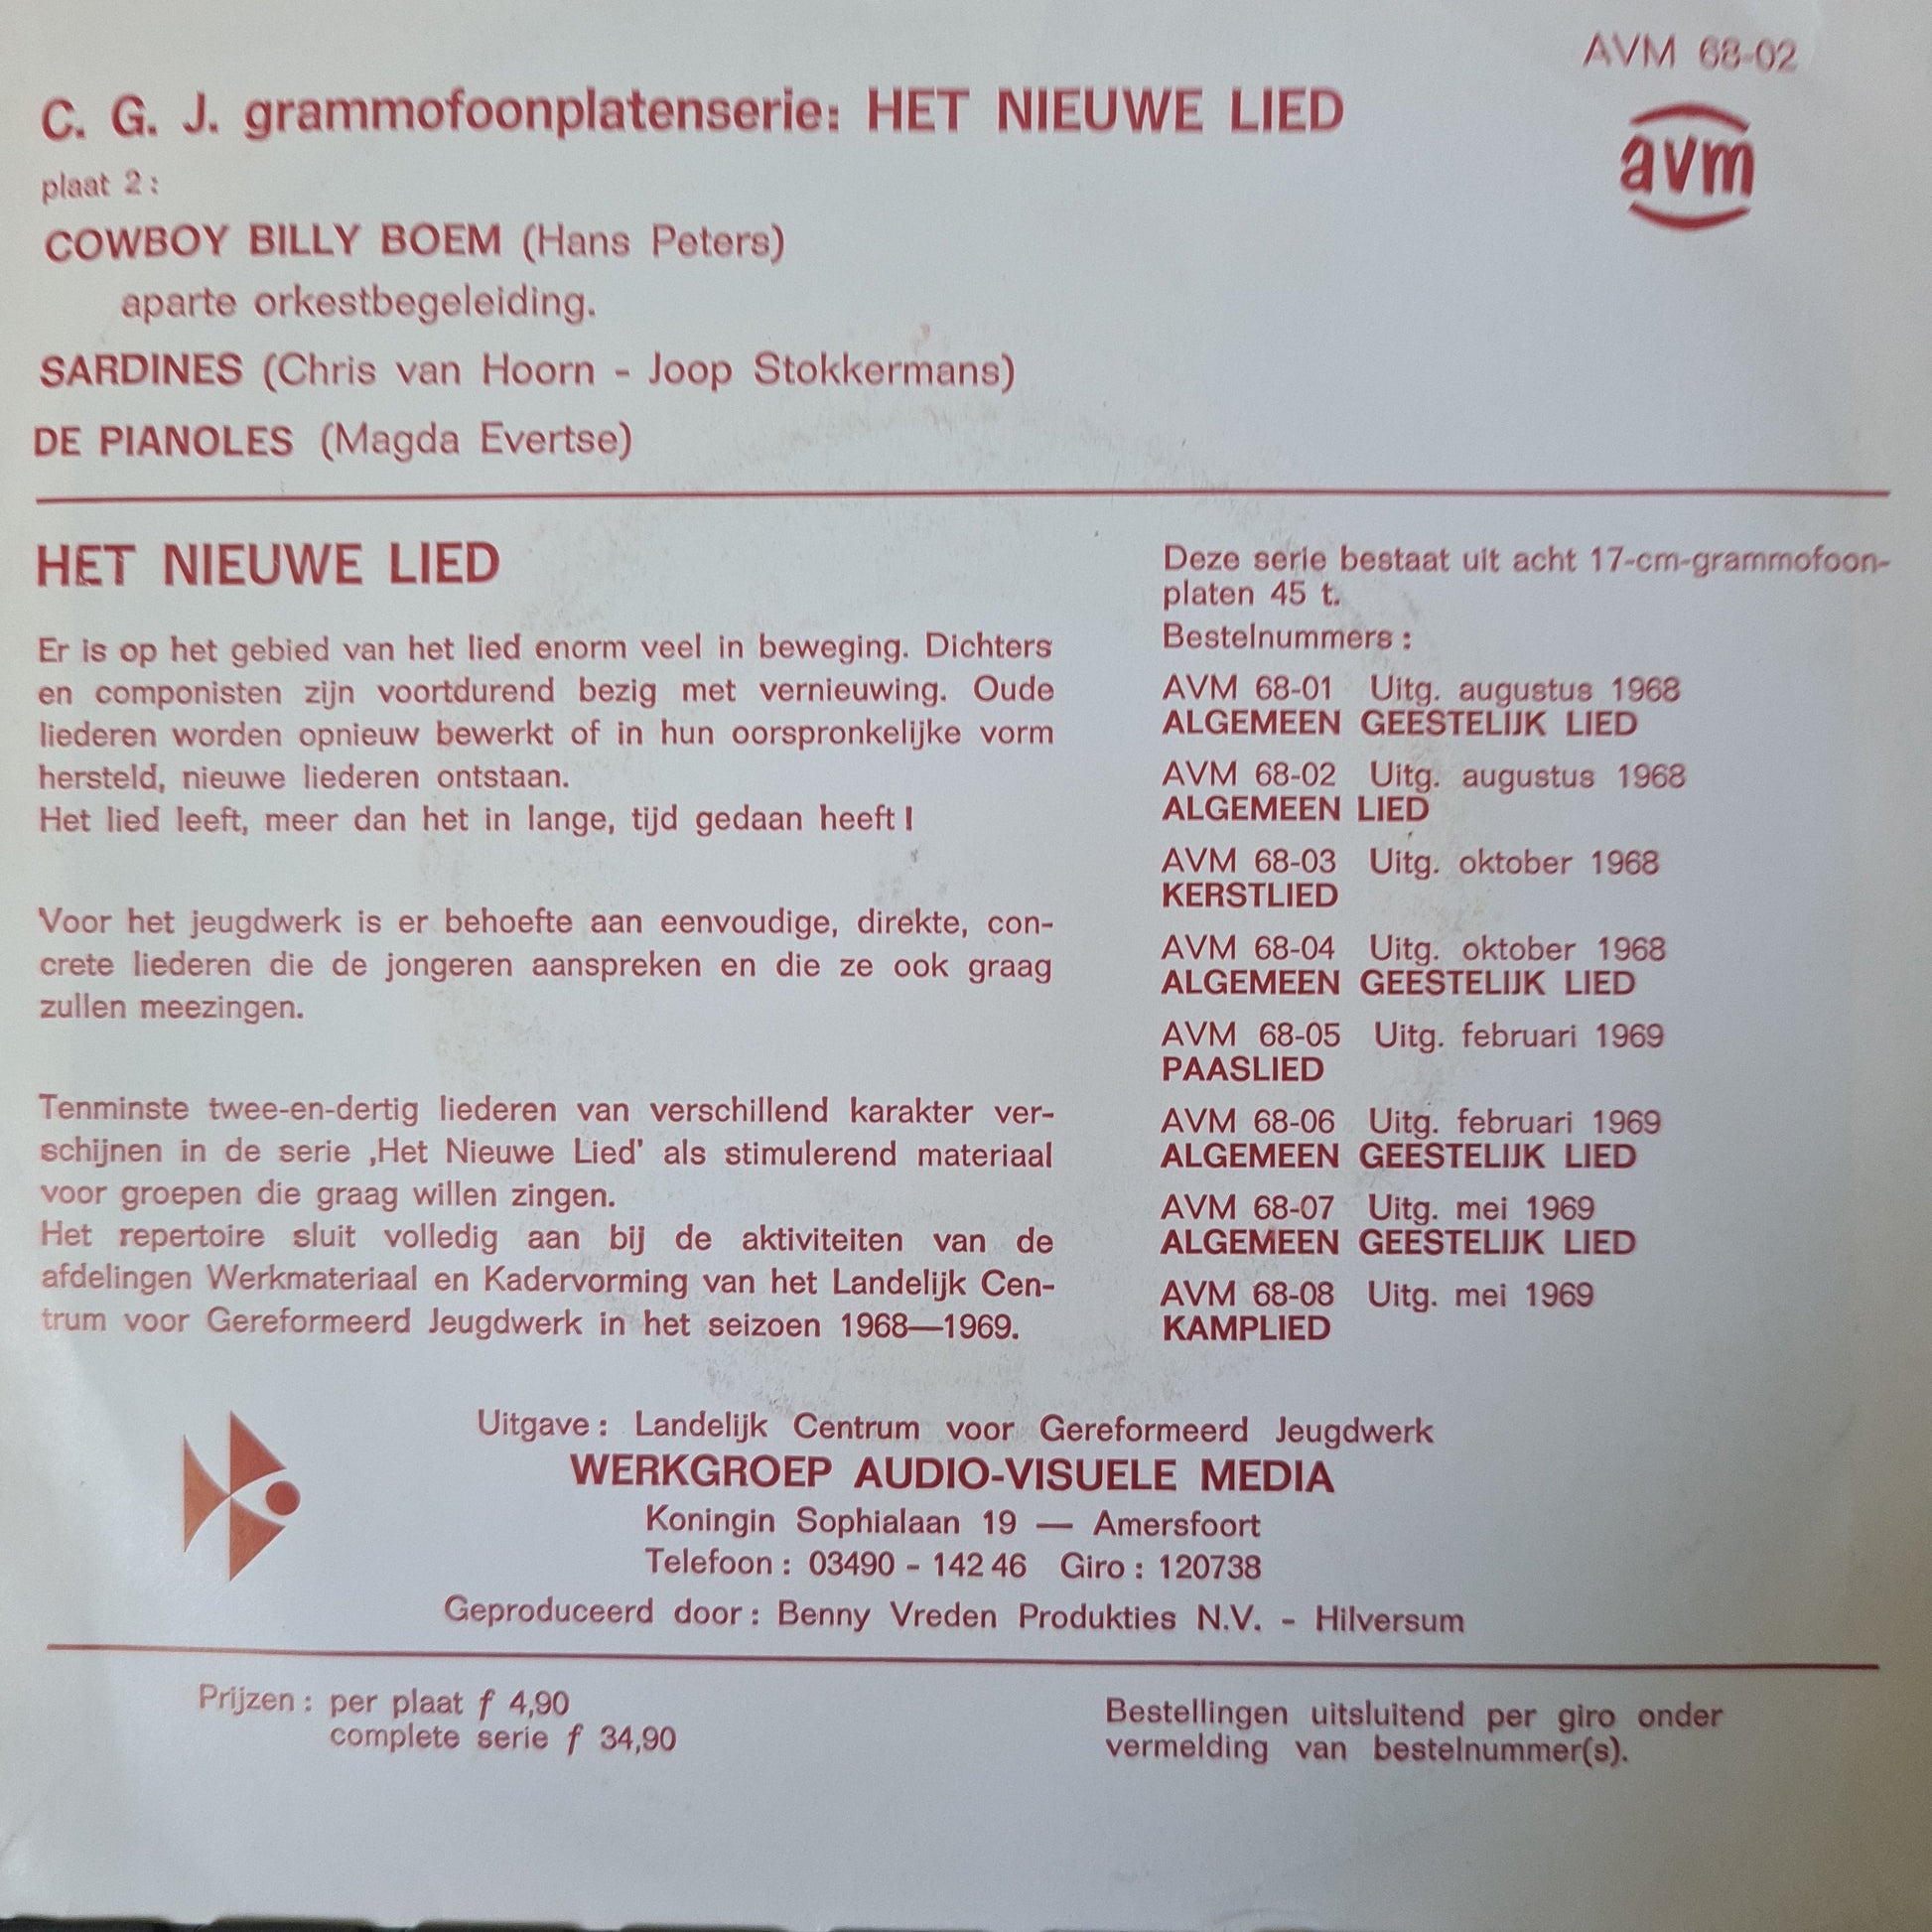 AVM 68-02
C. G. J. grammofoonplatenserie: HET NIEUWE LIED
avm
plaat 2 :
COWBOY BILLY BOEM (Hans Peters)
aparte orkestbegeleiding.
SARDINES (Chris van Hoorn - Joop Stokkermans)
DE PIANOLES (Magda Evertse)
HET NIEUWE LIED
Er is op het gebied van het lied enorm veel in beweging. Dichters
en componisten zijn voortdurend bezig met vernieuwing. Oude
liederen worden opnieuw bewerkt of in hun oorspronkelijke vorm
hersteld, nieuwe liederen ontstaan.
Het lied leeft, meer dan het in lange, tijd gedaan heeft !
Voor het jeugdwerk is er behoefte aan eenvoudige, direkte, con-
crete liederen die de jongeren aanspreken en die ze ook graag
zullen meezingen.
Tenminste twee-en-dertig liederen van verschillend karakter ver-
schijnen in de serie ‚Het Nieuwe Lied’ als stimulerend materiaal
voor groepen die graag willen zingen.
Het repertoire sluit volledig aan bij de aktiviteiten van de
afdelingen Werkmateriaal en Kadervorming van het Landelijk Cen-
trum voor Gereformeerd Jeugdwerk in het seizoen 1968—1969.
Deze serie bestaat uit acht 17-cm-grammofoon-
platen 45 t.
Bestelnummers :
AVM 68-01 Uitg. augustus 1968
ALGEMEEN GEESTELIJK LIED
AVM 68-02 Uitg. augustus 1968
ALGEMEEN LIED
AVM 68-03 Uitg. oktober 1968
KERSTLIED
AVM 68-04 Uitg. oktober 1968
ALGEMEEN GEESTELIJK LIED
AVM 68-05 Uitg. februari 1969
PAASLIED
AVM 68-06 Uitg. februari 1969
ALGEMEEN GEESTELIJK LIED
AVM 68-07 Uitg. mei 1969
ALGEMEEN GEESTELIJK LIED
AVM 68-08 Uitg. mei 1969
KAMPLIED
Uitgave : Landelijk Centrum voor Gereformeerd Jeugdwerk
WERKGROEP AUDIO-VISUELE MEDIA
Koningin Sophialaan 19 — Amersfoort
Telefoon : 03490 - 142 46 Giro : 120738
Geproduceerd door : Benny Vreden Produkties N.V. - Hilversum
Prijzen : per plaat f 4,90
complete serie f 34,90
Bestellingen uitsluitend per giro onder
vermelding van bestelnummer(s).